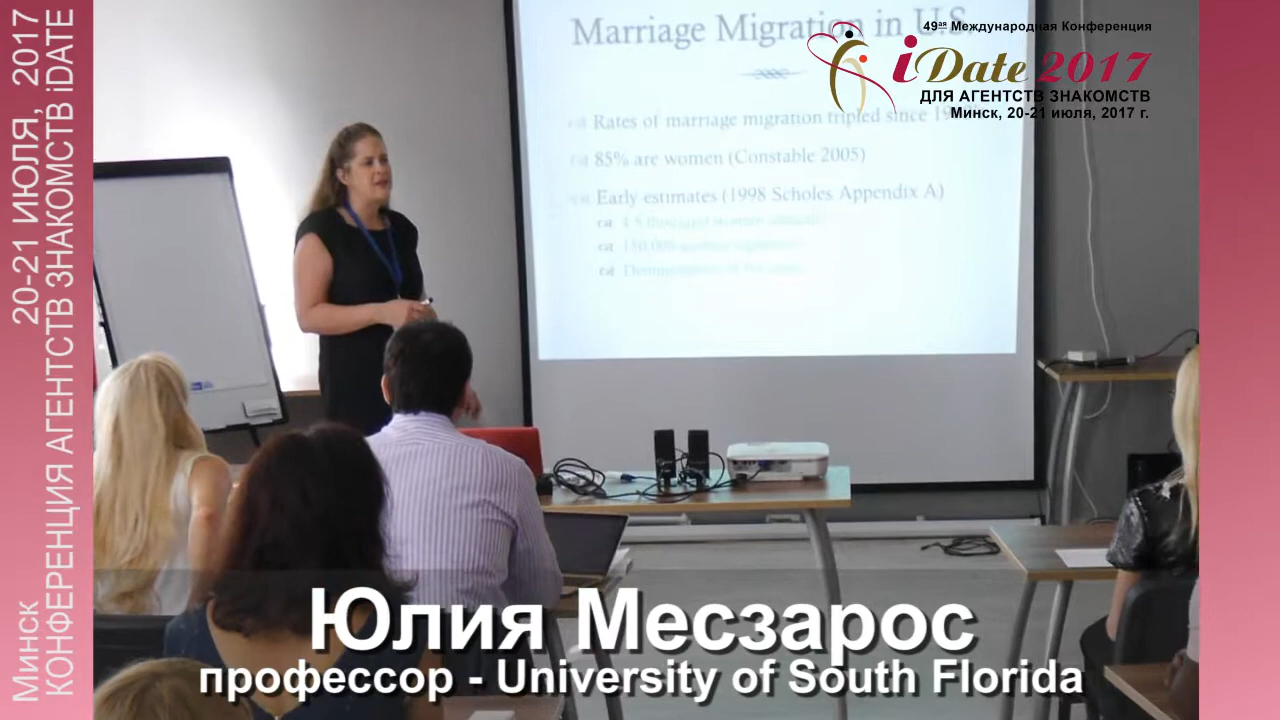 Минск 20-21 ИЮЛЯ, 2017
КОНФЕРЕНЦИЯ АГЕНТСТВ ЗНАКОМСТВ iDATE
Marriage Migration in U.S.
Rates of marriage migration tripled since
85% are women (Constable 2005)
Early estimates (1998 Scholes Appendix A)
49ая Международная Конференция
iDate 2017
ДЛЯ АГЕНТСТВ ЗНАКОМСТВ
Минск, 20-21 июля, 2017 г.
Юлия Месзарос
профессор - University of South Florida